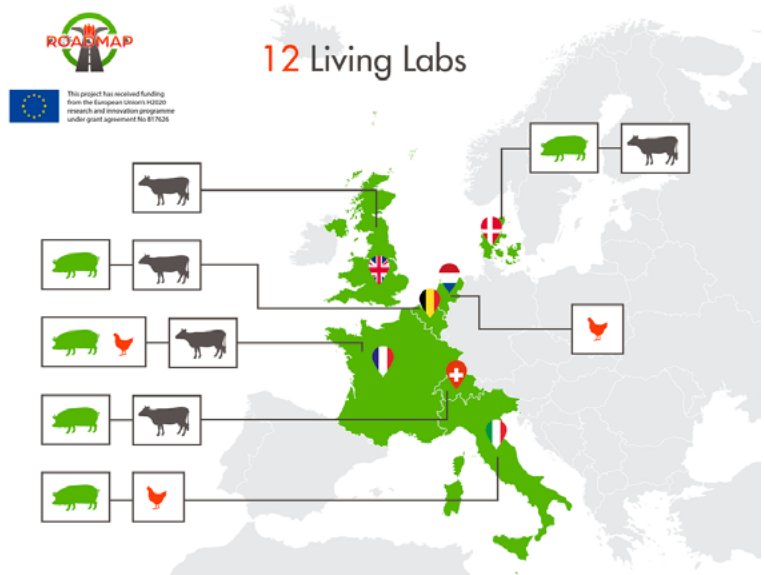 ROADMAP
12 Living Labs
This project has received funding
from the European Union's H2020
research and innovation programme
under grant agreement No 817626